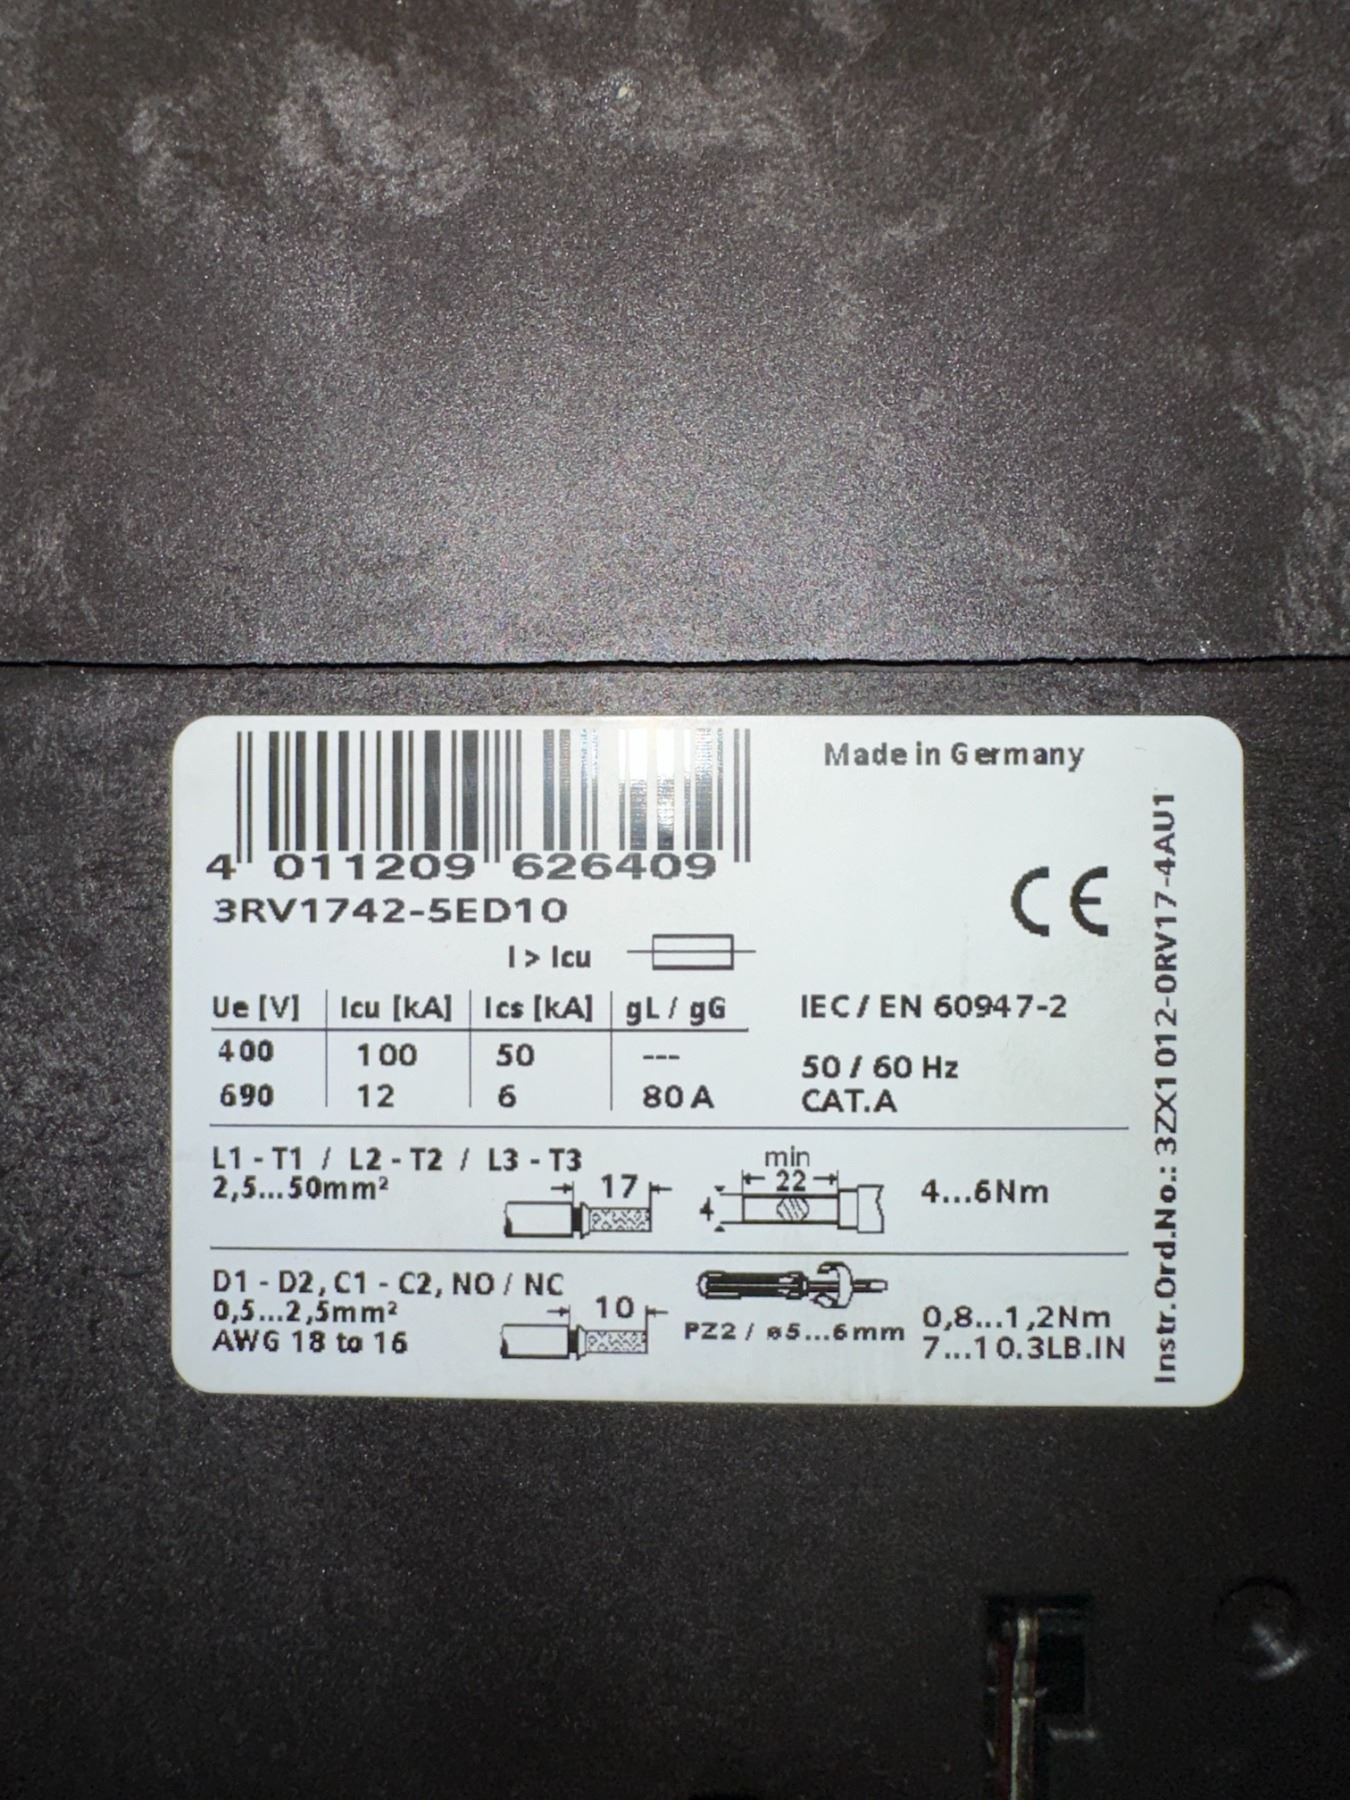 Made in Germany
4 011209 626409
3RV1742-5ED10
CE
I > Icu
Ue [V] Icu [kA] Ics [kA] gL / gG
IEC / EN 60947-2
400 100 50 ---
50 / 60 Hz
690 12 6 80 A
CAT.A
L1 - T1 / L2 - T2 / L3 - T3
2,5...50mm²
17
min
22
4
4...6Nm
D1 - D2, C1 - C2, NO / NC
0,5...2,5mm²
AWG 18 to 16
10
PZ2 / ø5...6mm
0,8...1,2Nm
7...10.3LB.IN
Instr.Ord.No.: 3ZX1012-0RV17-4AU1